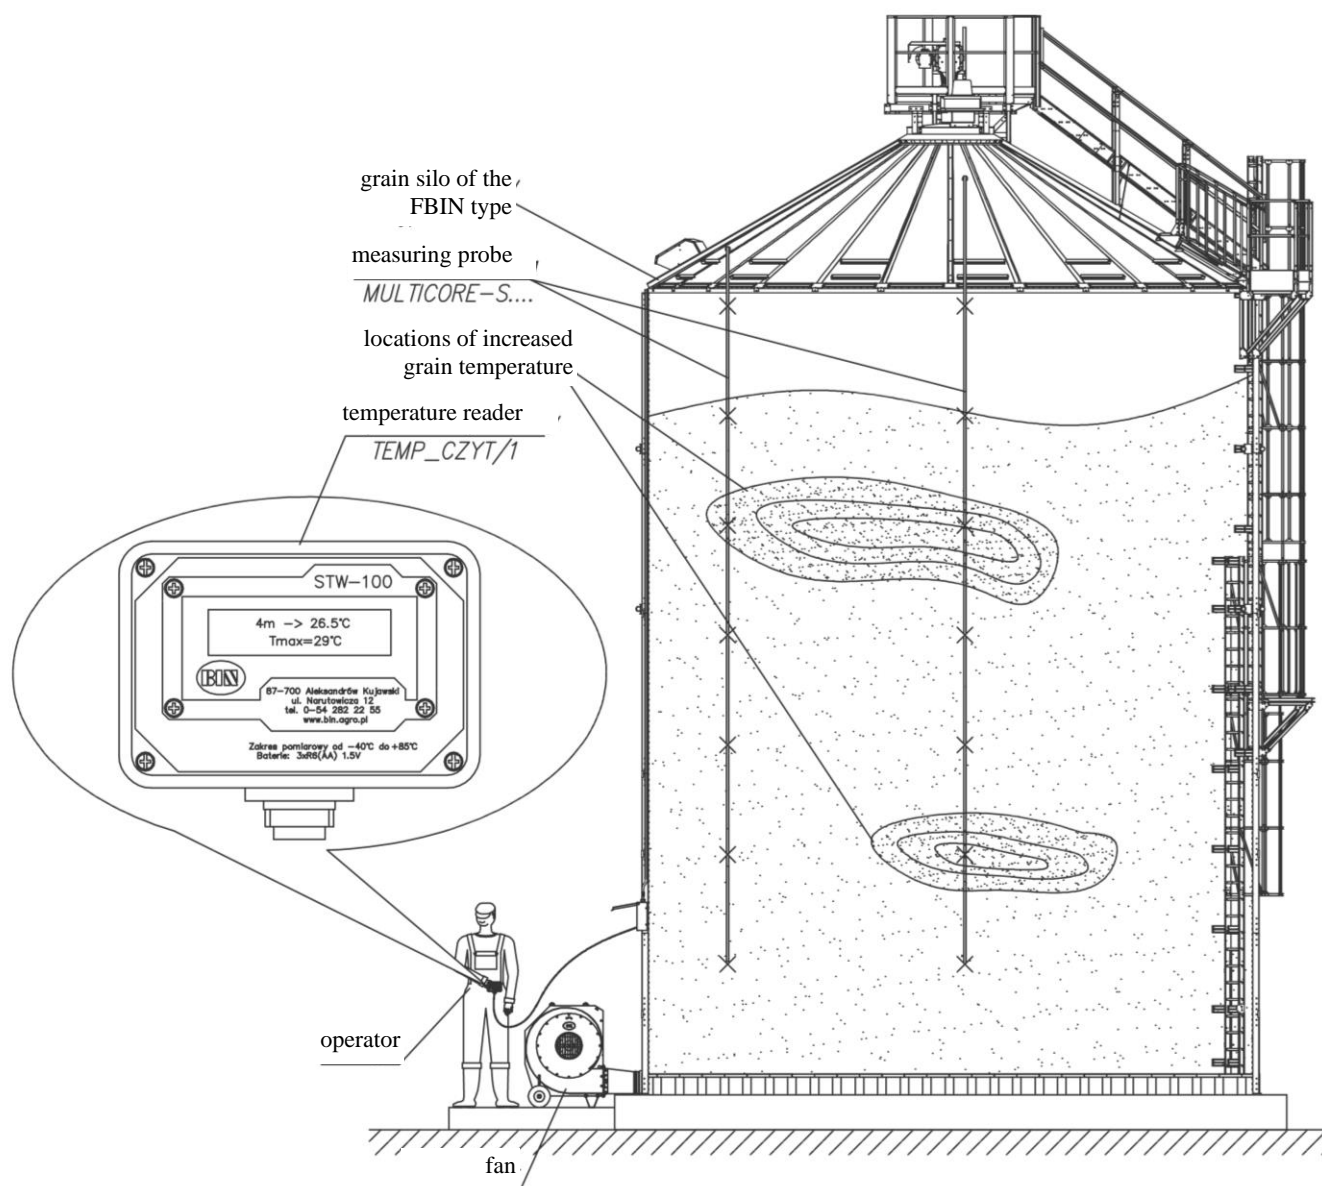 grain silo of the
FBIN type
measuring probe
MULTICORE-S....
locations of increased
grain temperature
temperature reader
TEMP_CZYT/1
STW-100
4m -> 26.5°C
Tmax=29°C
BIN
87-700 Aleksandrów Kujawski
ul. Narutowicza 12
tel. 0-54 282 22 55
www.bin.agro.pl
Zakres pomiarowy od -40°C do +85°C
Baterie: 3xR6(AA) 1.5V
operator
fan